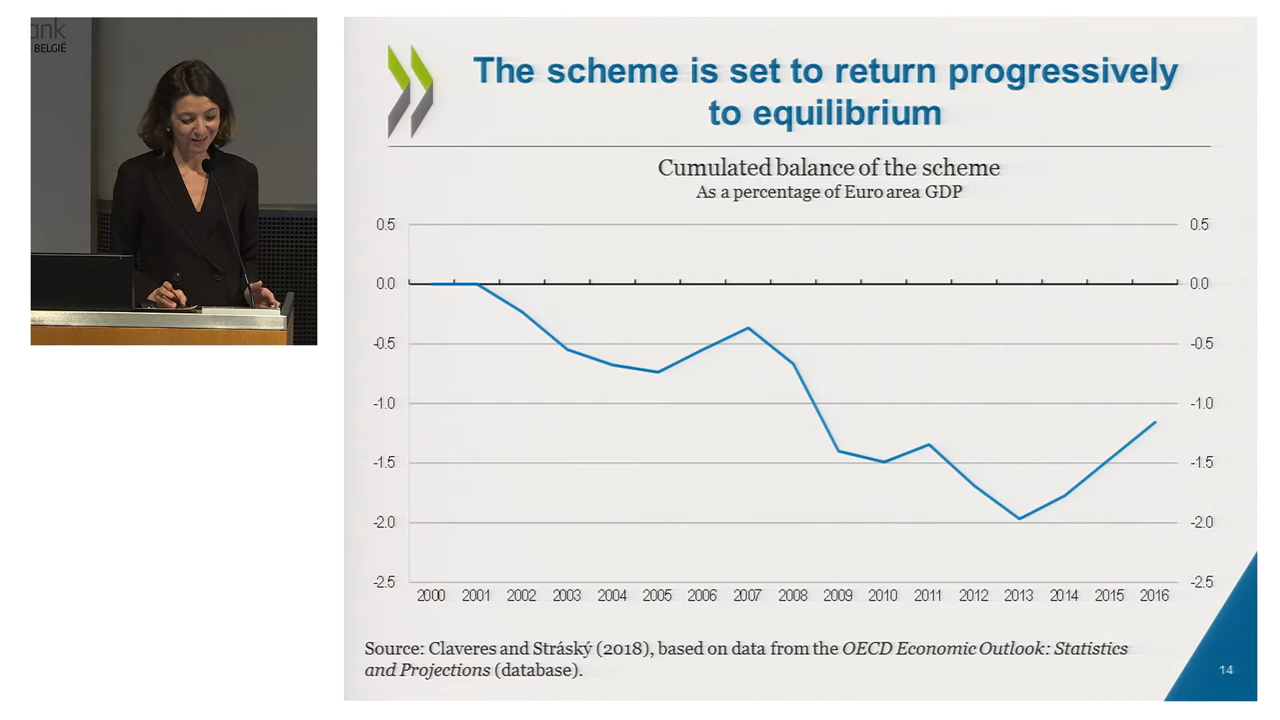 ank
BELGIË
The scheme is set to return progressively
to equilibrium
Cumulated balance of the scheme
As a percentage of Euro area GDP
0.5 0.5
0.0 0.0
-0.5 -0.5
-1.0 -1.0
-1.5 -1.5
-2.0 -2.0
-2.5 -2.5
2000 2001 2002 2003 2004 2005 2006 2007 2008 2009 2010 2011 2012 2013 2014 2015 2016
Source: Claveres and Stráský (2018), based on data from the OECD Economic Outlook: Statistics
and Projections (database).
14